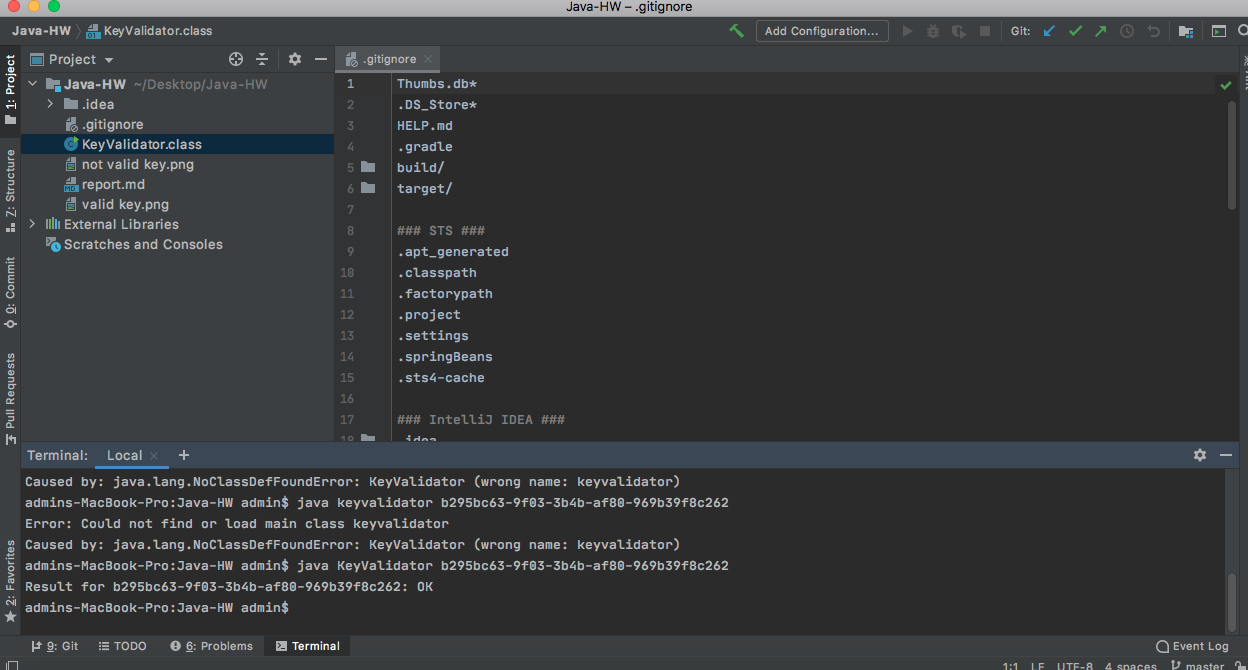 Java-HW – .gitignore
Java-HW KeyValidator.class
Add Configuration...
Git:
1: Project
Z: Structure
0: Commit
Pull Requests
2: Favorites
Project
Java-HW ~/Desktop/Java-HW
.idea
.gitignore
KeyValidator.class
not valid key.png
report.md
valid key.png
External Libraries
Scratches and Consoles
.gitignore
1 Thumbs.db*
2 .DS_Store*
3 HELP.md
4 .gradle
5 build/
6 target/
7
8 ### STS ###
9 .apt_generated
10 .classpath
11 .factorypath
12 .project
13 .settings
14 .springBeans
15 .sts4-cache
16
17 ### IntelliJ IDEA ###
18 .idea
Terminal: Local +
Caused by: java.lang.NoClassDefFoundError: KeyValidator (wrong name: keyvalidator)
admins-MacBook-Pro:Java-HW admin$ java keyvalidator b295bc63-9f03-3b4b-af80-969b39f8c262
Error: Could not find or load main class keyvalidator
Caused by: java.lang.NoClassDefFoundError: KeyValidator (wrong name: keyvalidator)
admins-MacBook-Pro:Java-HW admin$ java KeyValidator b295bc63-9f03-3b4b-af80-969b39f8c262
Result for b295bc63-9f03-3b4b-af80-969b39f8c262: OK
admins-MacBook-Pro:Java-HW admin$
9: Git TODO 6: Problems Terminal Event Log
1:1 LF UTF-8 4 spaces master